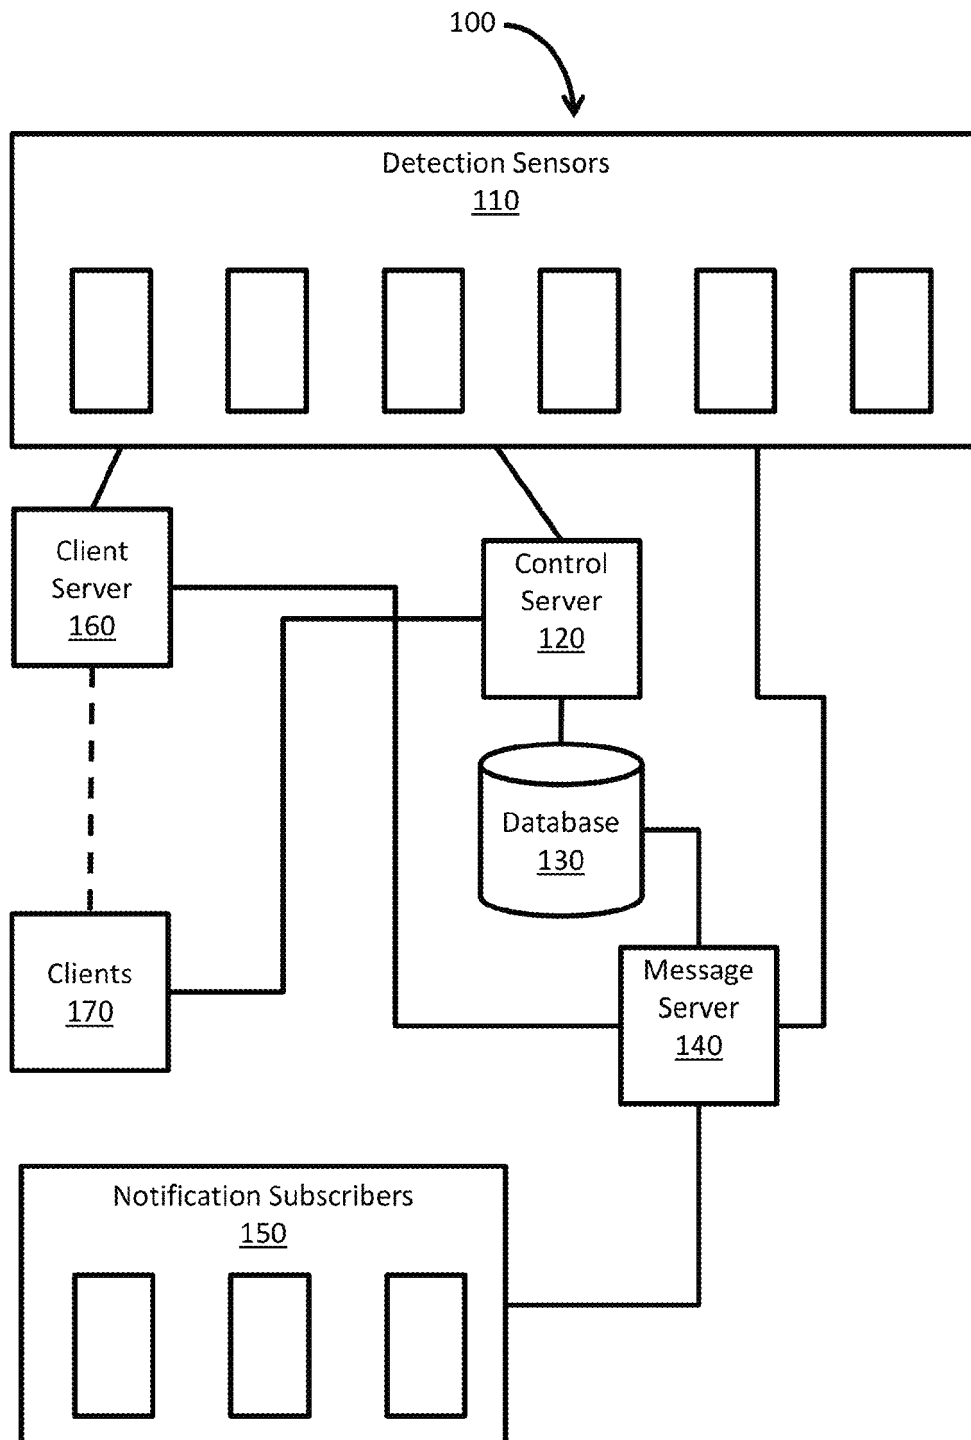 100
Detection Sensors
110
Client
Server
160
Control
Server
120
Database
130
Clients
170
Message
Server
140
Notification Subscribers
150